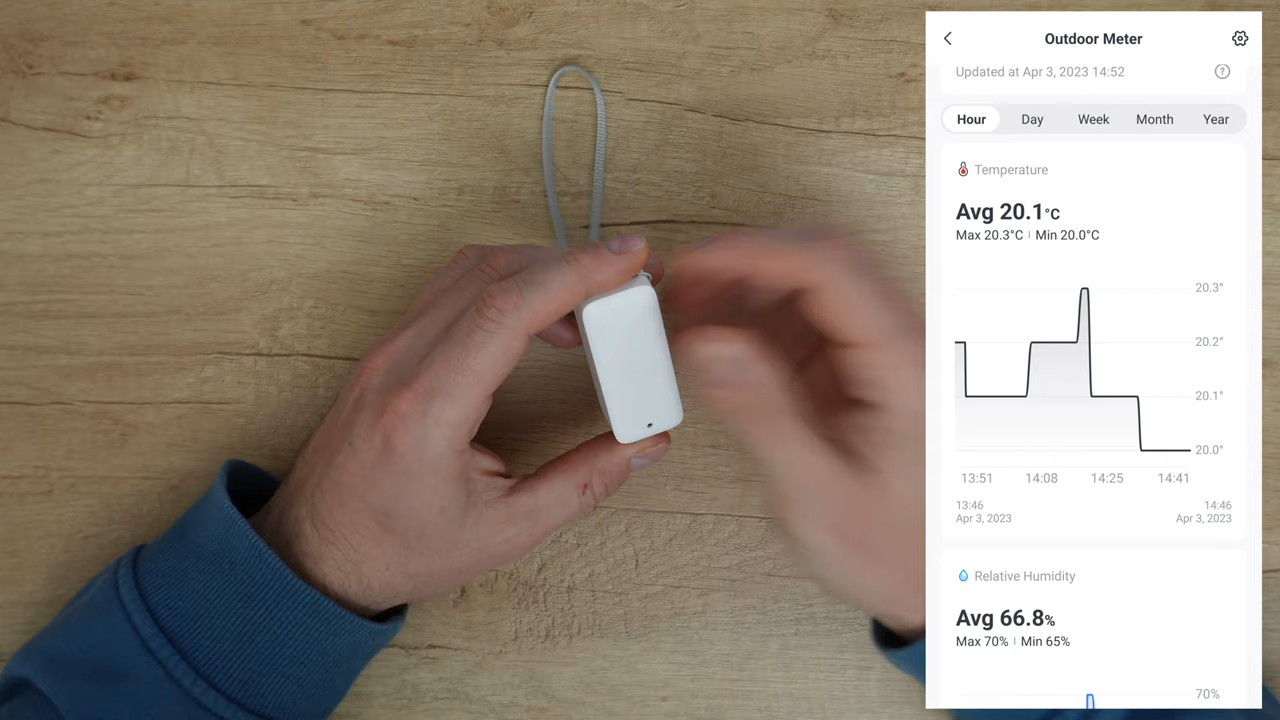 Outdoor Meter
Updated at Apr 3, 2023 14:52
?
Hour Day Week Month Year
Temperature
Avg 20.1°C
Max 20.3°C | Min 20.0°C
20.3°
20.2°
20.1°
20.0°
13:51 14:08 14:25 14:41
13:46 14:46
Apr 3, 2023 Apr 3, 2023
Relative Humidity
Avg 66.8%
Max 70% | Min 65%
70%